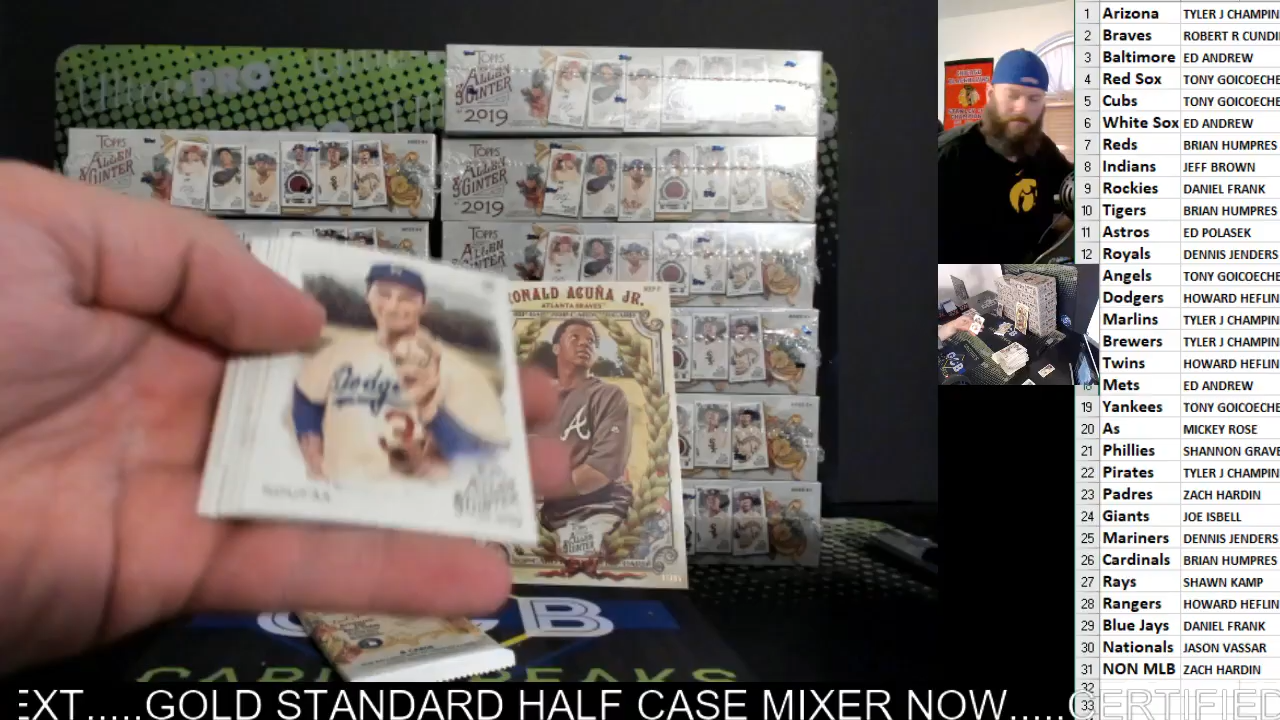 TOPPS
ALLEN
& GINTER
2019
TOPPS
ALLEN
& GINTER
TOPPS
ALLEN
& GINTER
2019
TOPPS
ALLEN
RONALD ACUÑA JR.
ATLANTA BRAVES
Dodge
3
A
ALLEN
& GINTER
CB
1 Arizona TYLER J CHAMPIN
2 Braves ROBERT R CUNDI
3 Baltimore ED ANDREW
4 Red Sox TONY GOICOECHE
5 Cubs TONY GOICOECHE
6 White Sox ED ANDREW
7 Reds BRIAN HUMPRES
8 Indians JEFF BROWN
9 Rockies DANIEL FRANK
10 Tigers BRIAN HUMPRES
11 Astros ED POLASEK
12 Royals DENNIS JENDERS
Angels TONY GOICOECHE
Dodgers HOWARD HEFLIN
Marlins TYLER J CHAMPIN
Brewers TYLER J CHAMPIN
Twins HOWARD HEFLIN
Mets ED ANDREW
19 Yankees TONY GOICOECHE
20 As MICKEY ROSE
21 Phillies SHANNON GRAVE
22 Pirates TYLER J CHAMPIN
23 Padres ZACH HARDIN
24 Giants JOE ISBELL
25 Mariners DENNIS JENDERS
26 Cardinals BRIAN HUMPRES
27 Rays SHAWN KAMP
28 Rangers HOWARD HEFLIN
29 Blue Jays DANIEL FRANK
30 Nationals JASON VASSAR
31 NON MLB ZACH HARDIN
32
33
EXT.....GOLD STANDARD HALF CASE MIXER NOW.....CERTIFIED